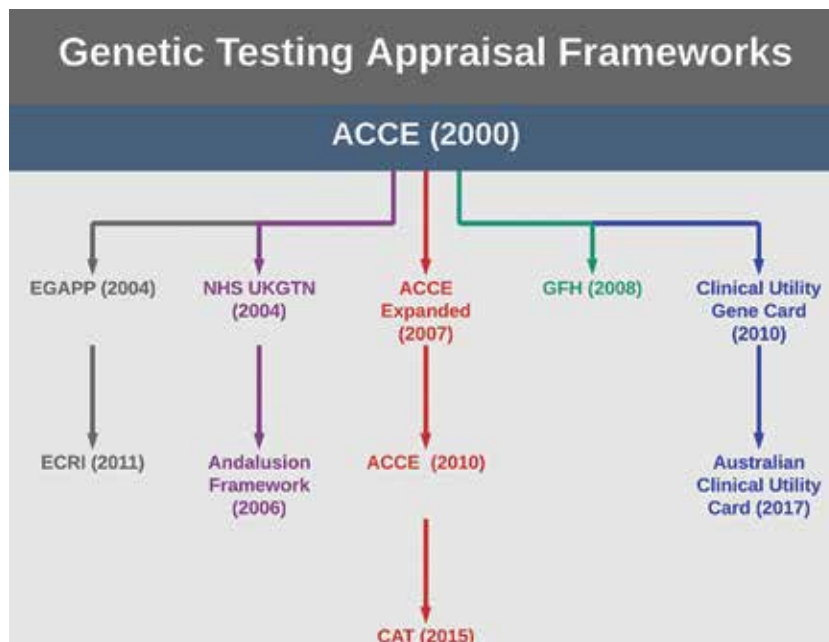 Genetic Testing Appraisal Frameworks
ACCE (2000)
EGAPP (2004)
NHS UKGTN
(2004)
ACCE
Expanded
(2007)
GFH (2008)
Clinical Utility
Gene Card
(2010)
ECRI (2011)
Andalusion
Framework
(2006)
ACCE (2010)
Australian
Clinical Utility
Card (2017)
CAT (2015)